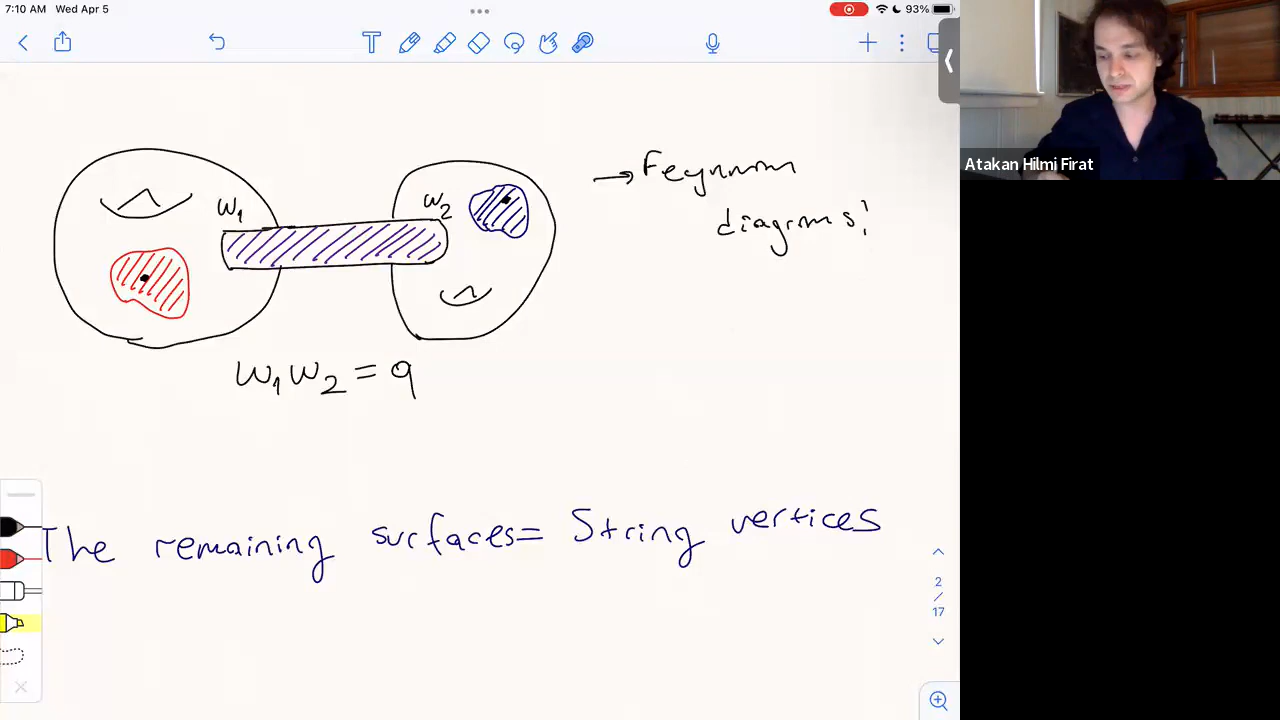 7:10 AM Wed Apr 5
93%
Atakan Hilmi Firat
→ Feynman
diagrams!
w₁
w₂
w₁w₂ = q
The remaining surfaces = String vertices
2
/
17